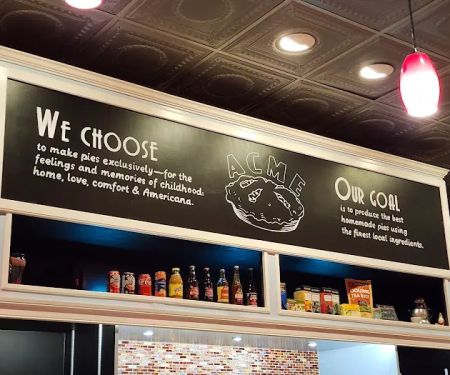 WE CHOOSE
to make pies exclusively—for the
feelings and memories of childhood:
home, love, comfort & Americana.
ACME
OUR GOAL
is to produce the best
homemade pies using
the finest local ingredients.